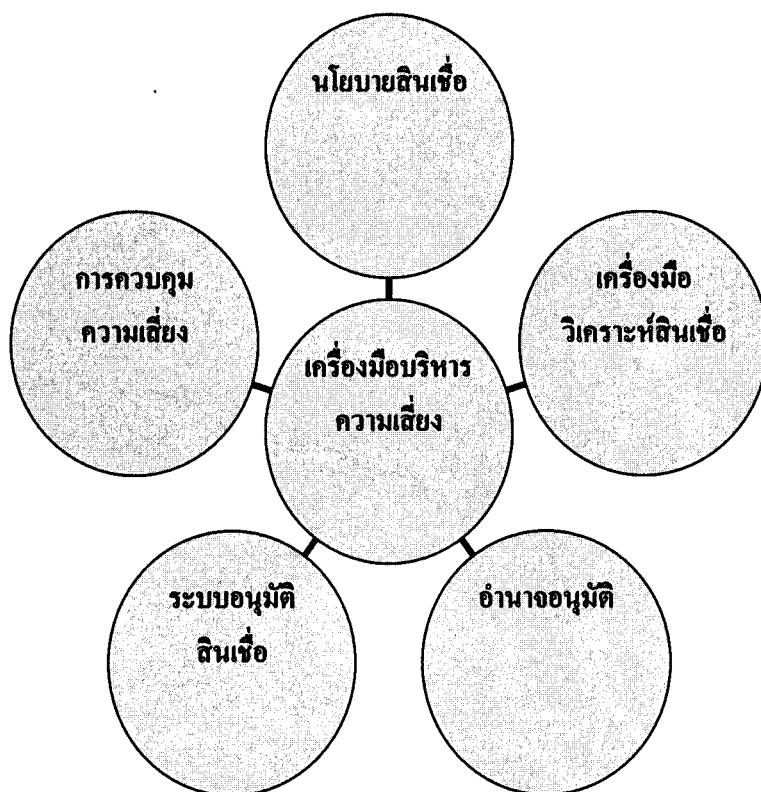 นโยบายสินเชื่อ
การควบคุม
ความเสี่ยง
เครื่องมือ
วิเคราะห์สินเชื่อ
เครื่องมือบริหาร
ความเสี่ยง
ระบบอนุมัติ
สินเชื่อ
อำนาจอนุมัติ